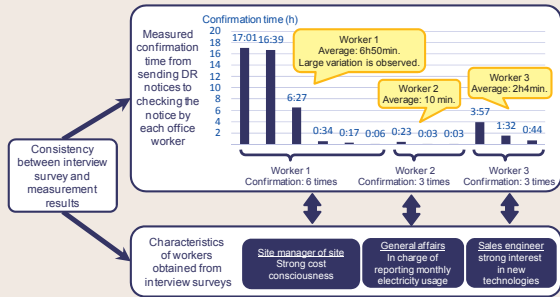 Measured
confirmation
time from
sending DR
notices to
checking the
notice by
each office
worker
Confirmation time (h)
20
18
16
14
12
10
8
6
4
2
17:01
16:39
6:27
0:34
0:17
0:06
0:23
0:03
0:03
3:57
1:32
0:44
Worker 1
Average: 6h50min.
Large variation is observed.
Worker 2
Average: 10 min.
Worker 3
Average: 2h4min.
Worker 1
Confirmation: 6 times
Worker 2
Confirmation: 3 times
Worker 3
Confirmation: 3 times
Consistency
between interview
survey and
measurement
results
Characteristics
of workers
obtained from
interview surveys
Site manager of site
Strong cost
consciousness
General affairs
In charge of
reporting monthly
electricity usage
Sales engineer
strong interest
in new
technologies